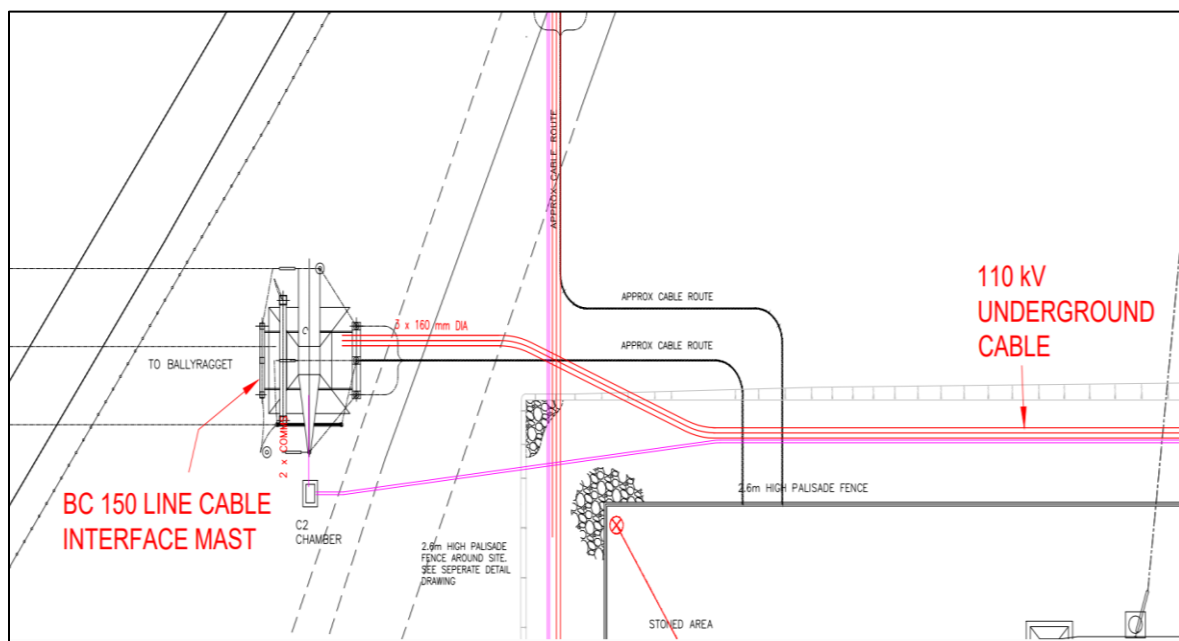 APPROX CABLE ROUTE
110 kV
UNDERGROUND
CABLE
APPROX CABLE ROUTE
3 x 160 mm DIA
APPROX CABLE ROUTE
TO BALLYRAGGET
C
2 x COMMS
2.6m HIGH PALISADE FENCE
BC 150 LINE CABLE
INTERFACE MAST
C2
CHAMBER
2.6m HIGH PALISADE
FENCE AROUND SITE.
SEE SEPERATE DETAIL
DRAWING
STONED AREA